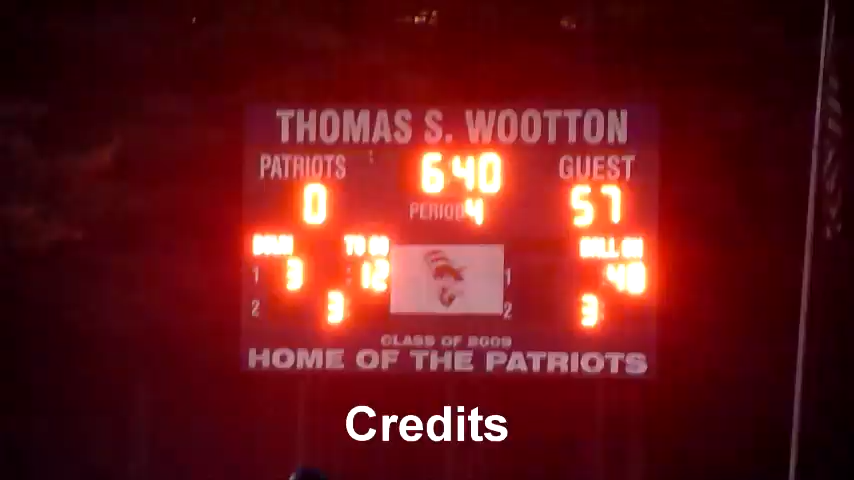 THOMAS S. WOOTTON
PATRIOTS 6:40 GUEST
0 PERIOD 4 57
DOWN TO GO BALL ON
1 3 12 1 40
2 3 2 3
CLASS OF 2009
HOME OF THE PATRIOTS
Credits